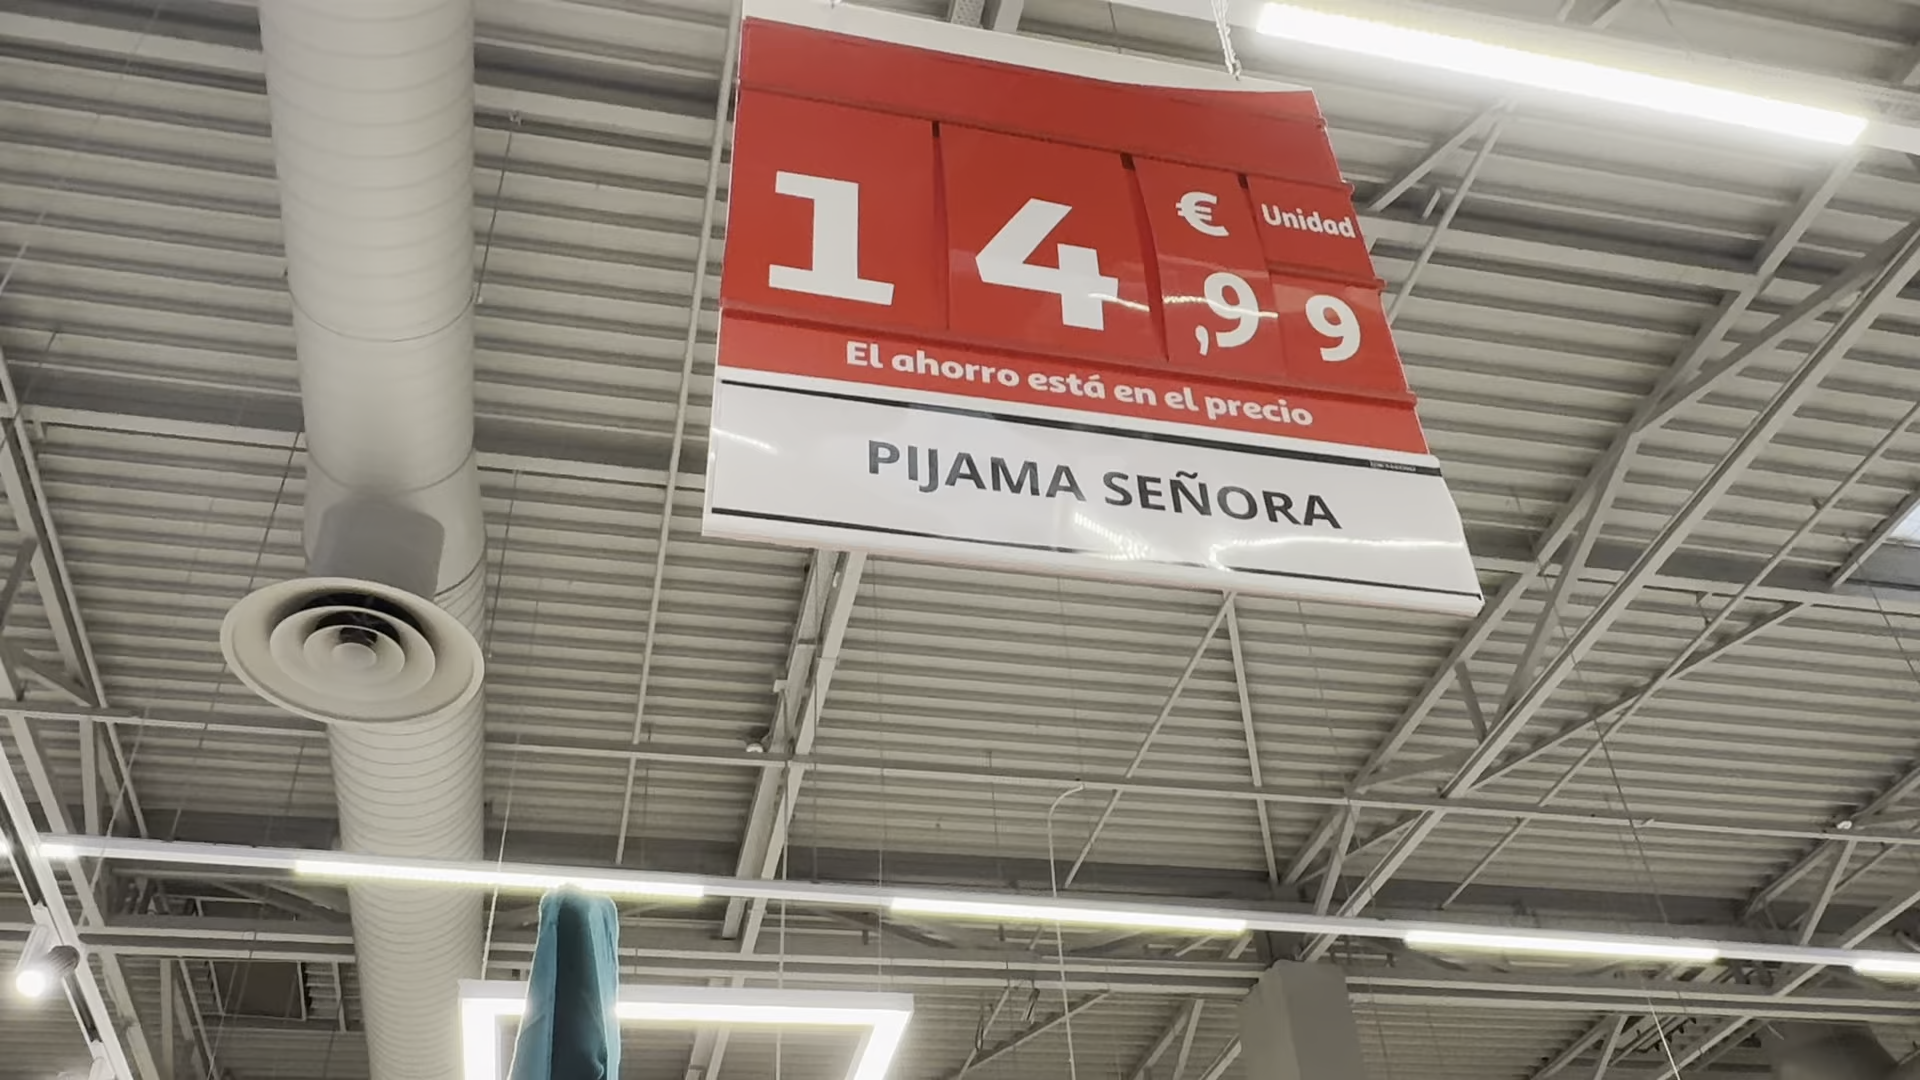 14,99 € Unidad
El ahorro está en el precio
PIJAMA SEÑORA